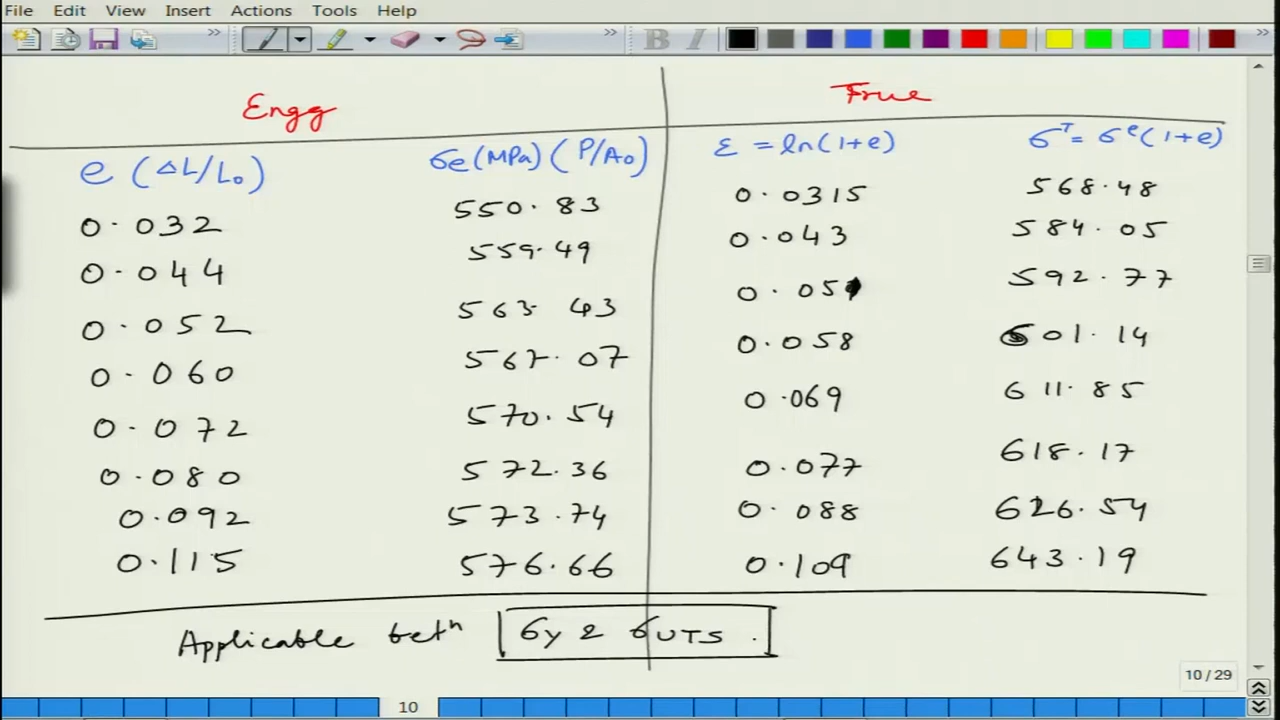 File Edit View Insert Actions Tools Help
Engg True
e (ΔL/L₀) σe (MPa) (P/A₀) ε = ln(1+e) σᵀ = σᵉ(1+e)
0.032 550.83 0.0315 568.48
0.044 559.49 0.043 584.05
0.052 563.43 0.051 592.77
0.060 567.07 0.058 601.14
0.072 570.54 0.069 611.85
0.080 572.36 0.077 618.17
0.092 573.74 0.088 626.54
0.115 576.66 0.109 643.19
Applicable betⁿ σy & σUTS.
10 / 29
10